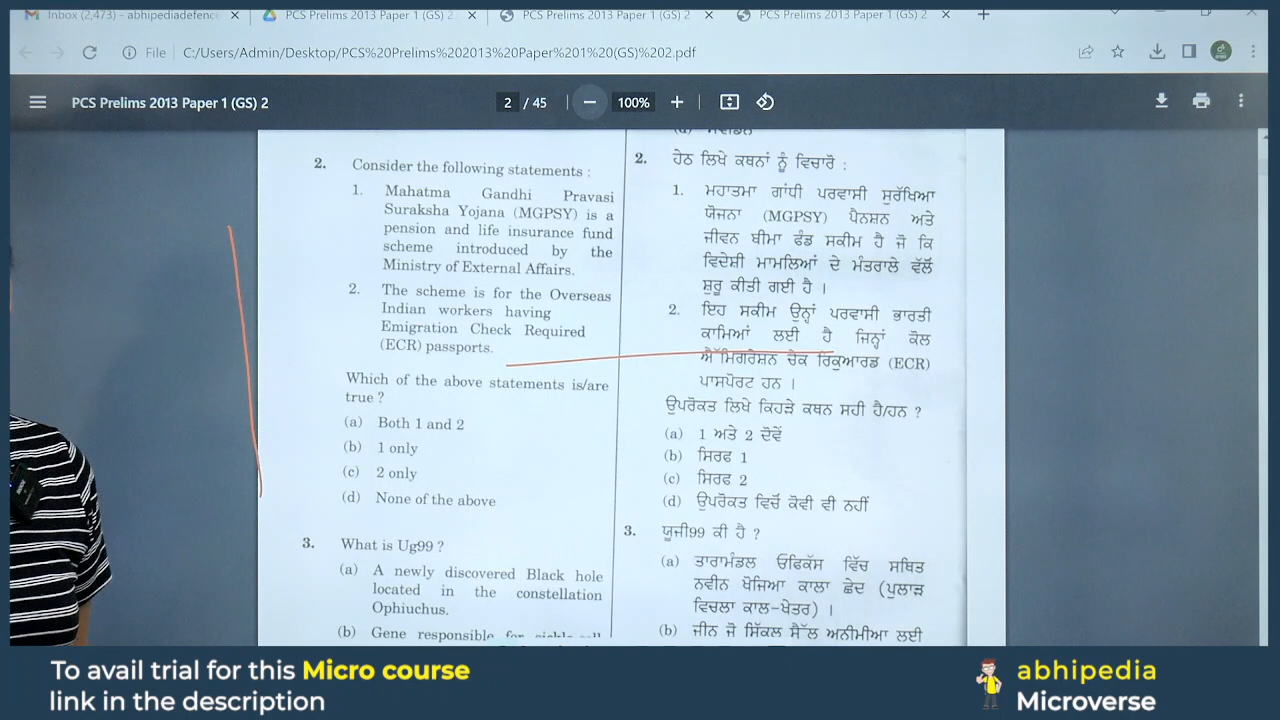 Inbox (2,473) - abhipediadefence
PCS Prelims 2013 Paper 1 (GS) 2
PCS Prelims 2013 Paper 1 (GS) 2
PCS Prelims 2013 Paper 1 (GS) 2
File C:/Users/Admin/Desktop/PCS%20Prelims%202013%20Paper%201%20(GS)%202.pdf
PCS Prelims 2013 Paper 1 (GS) 2
2 / 45
100%
2. Consider the following statements :
1. Mahatma Gandhi Pravasi
Suraksha Yojana (MGPSY) is a
pension and life insurance fund
scheme introduced by the
Ministry of External Affairs.
2. The scheme is for the Overseas
Indian workers having
Emigration Check Required
(ECR) passports.
Which of the above statements is/are
true ?
(a) Both 1 and 2
(b) 1 only
(c) 2 only
(d) None of the above
3. What is Ug99 ?
(a) A newly discovered Black hole
located in the constellation
Ophiuchus.
(b) Gene responsible for
2. ਹੇਠ ਲਿਖੇ ਕਥਨਾਂ ਨੂੰ ਵਿਚਾਰੋ :
1. ਮਹਾਤਮਾ ਗਾਂਧੀ ਪਰਵਾਸੀ ਸੁਰੱਖਿਆ
ਯੋਜਨਾ (MGPSY) ਪੈਨਸ਼ਨ ਅਤੇ
ਜੀਵਨ ਬੀਮਾ ਫੰਡ ਸਕੀਮ ਹੈ ਜੋ ਕਿ
ਵਿਦੇਸ਼ੀ ਮਾਮਲਿਆਂ ਦੇ ਮੰਤਰਾਲੇ ਵੱਲੋਂ
ਸ਼ੁਰੂ ਕੀਤੀ ਗਈ ਹੈ ।
2. ਇਹ ਸਕੀਮ ਉਨ੍ਹਾਂ ਪਰਵਾਸੀ ਭਾਰਤੀ
ਕਾਮਿਆਂ ਲਈ ਹੈ ਜਿਨ੍ਹਾਂ ਕੋਲ
ਐੱਮਿਗਰੇਸ਼ਨ ਚੇਕ ਰਿਕੁਆਰਡ (ECR)
ਪਾਸਪੋਰਟ ਹਨ ।
ਉਪਰੋਕਤ ਲਿਖੇ ਕਿਹੜੇ ਕਥਨ ਸਹੀ ਹੈ/ਹਨ ?
(a) 1 ਅਤੇ 2 ਦੋਵੇਂ
(b) ਸਿਰਫ 1
(c) ਸਿਰਫ 2
(d) ਉਪਰੋਕਤ ਵਿਚੋਂ ਕੋਈ ਵੀ ਨਹੀਂ
3. ਯੂਜੀ99 ਕੀ ਹੈ ?
(a) ਤਾਰਾਮੰਡਲ ਓਫਿਕੱਸ ਵਿੱਚ ਸਥਿਤ
ਨਵੀਨ ਖੋਜਿਆ ਕਾਲਾ ਛੇਦ (ਪੁਲਾੜ
ਵਿਚਲਾ ਕਾਲ-ਖੇਤਰ) ।
(b) ਜੀਨ ਜੋ ਸਿੱਕਲ ਸੈੱਲ ਅਨੀਮੀਆ ਲਈ
To avail trial for this Micro course
link in the description
abhipedia
Microverse